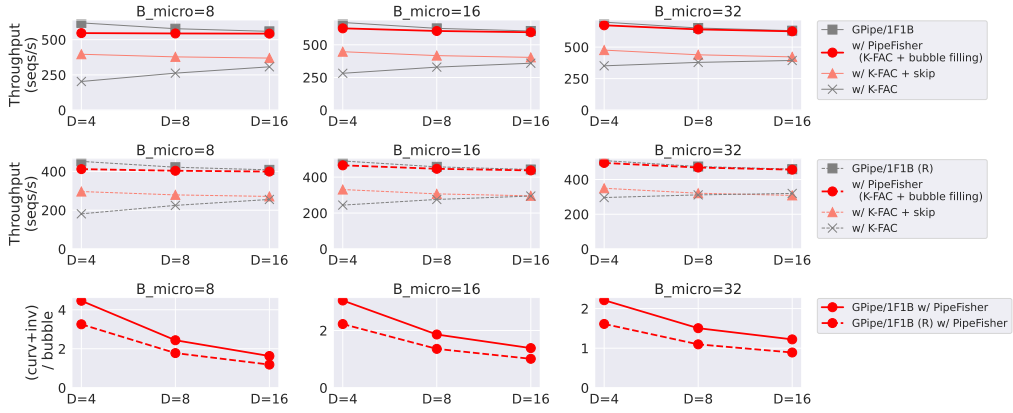 B_micro=8
B_micro=16
B_micro=32
Throughput
(seqs/s)
500
250
0
D=4
D=8
D=16
500
250
0
D=4
D=8
D=16
500
250
0
D=4
D=8
D=16
GPipe/1F1B
w/ PipeFisher
(K-FAC + bubble filling)
w/ K-FAC + skip
w/ K-FAC
B_micro=8
B_micro=16
B_micro=32
Throughput
(seqs/s)
400
200
0
D=4
D=8
D=16
400
200
0
D=4
D=8
D=16
400
200
0
D=4
D=8
D=16
GPipe/1F1B (R)
w/ PipeFisher
(K-FAC + bubble filling)
w/ K-FAC + skip
w/ K-FAC
B_micro=8
B_micro=16
B_micro=32
(curv+inv)
/ bubble
4
2
0
D=4
D=8
D=16
2
0
D=4
D=8
D=16
2
1
0
D=4
D=8
D=16
GPipe/1F1B w/ PipeFisher
GPipe/1F1B (R) w/ PipeFisher